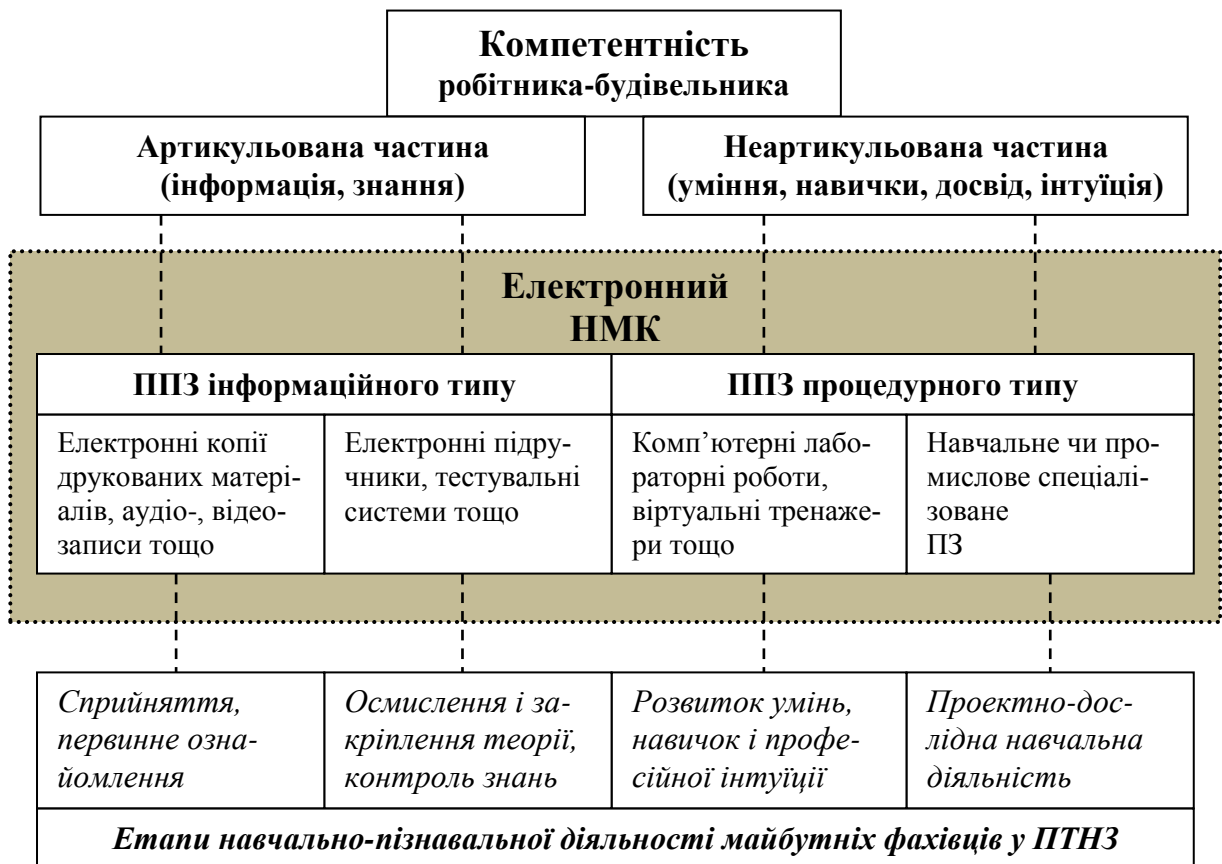 Компетентність
робітника-будівельника
Артикульована частина
(інформація, знання)
Неартикульована частина
(уміння, навички, досвід, інтуїція)
Електронний
НМК
ППЗ інформаційного типу
ППЗ процедурного типу
Електронні копії
друкованих матері-
алів, аудіо-, відео-
записи тощо
Електронні підру-
чники, тестувальні
системи тощо
Комп’ютерні лабо-
раторні роботи,
віртуальні тренаже-
ри тощо
Навчальне чи про-
мислове спеціалі-
зоване
ПЗ
Сприйняття,
первинне озна-
йомлення
Осмислення і за-
кріплення теорії,
контроль знань
Розвиток умінь,
навичок і профе-
сійної інтуїції
Проектно-дос-
лідна навчальна
діяльність
Етапи навчально-пізнавальної діяльності майбутніх фахівців у ПТНЗ